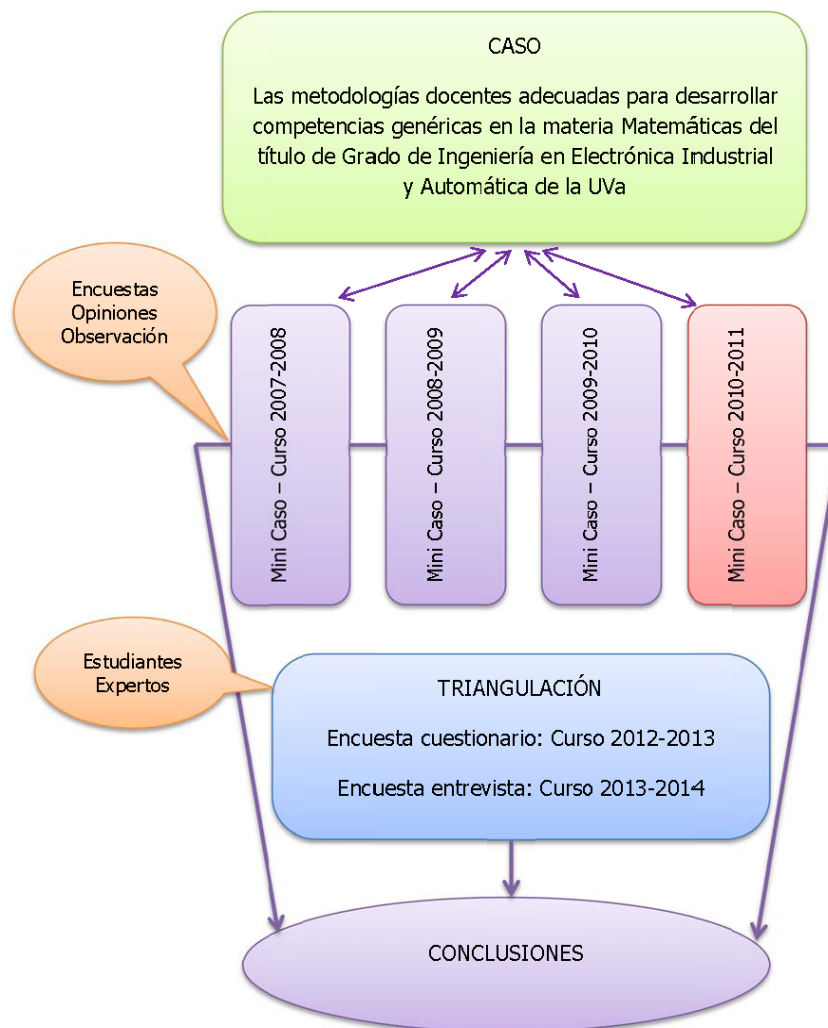 CASO
Las metodologías docentes adecuadas para desarrollar
competencias genéricas en la materia Matemáticas del
título de Grado de Ingeniería en Electrónica Industrial
y Automática de la UVa
Encuestas
Opiniones
Observación
Mini Caso – Curso 2007-2008
Mini Caso – Curso 2008-2009
Mini Caso – Curso 2009-2010
Mini Caso – Curso 2010-2011
Estudiantes
Expertos
TRIANGULACIÓN
Encuesta cuestionario: Curso 2012-2013
Encuesta entrevista: Curso 2013-2014
CONCLUSIONES